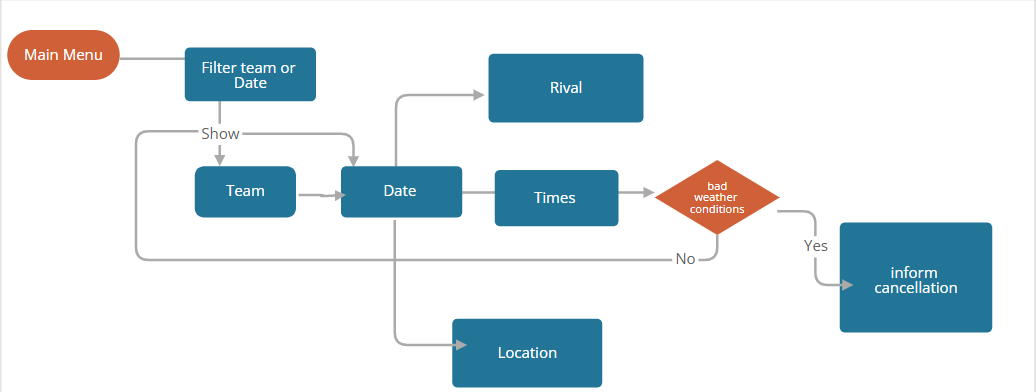 Main Menu
Filter team or
Date
Rival
Show
Team
Date
Times
bad
weather
conditions
Yes
No
inform
cancellation
Location